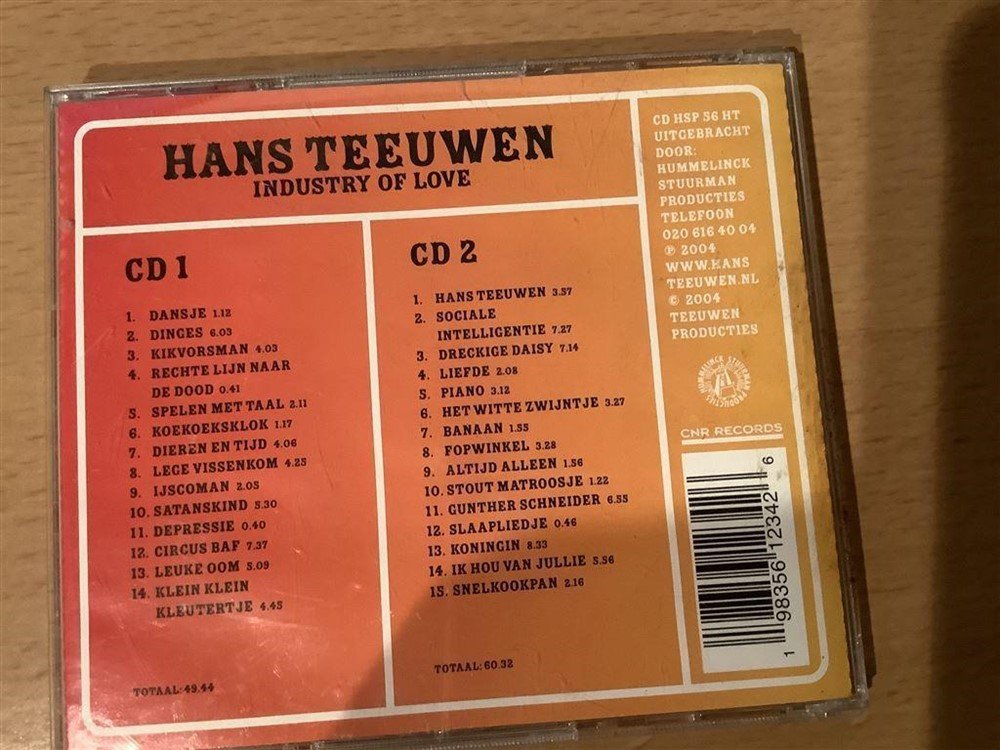 HANS TEEUWEN
INDUSTRY OF LOVE
CD 1
1. DANSJE 1.12
2. DINGES 6.03
3. KIKVORSMAN 4.03
4. RECHTE LIJN NAAR
DE DOOD 0.41
5. SPELEN MET TAAL 2.11
6. KOEKOEKSKLOK 1.17
7. DIEREN EN TIJD 4.06
8. LEGE VISSENKOM 4.25
9. IJSCOMAN 2.05
10. SATANSKIND 5.30
11. DEPRESSIE 0.40
12. CIRCUS BAF 7.37
13. LEUKE OOM 5.09
14. KLEIN KLEIN
KLEUTERTJE 4.45
TOTAAL: 49.44
CD 2
1. HANS TEEUWEN 3.57
2. SOCIALE
INTELLIGENTIE 7.27
3. DRECKIGE DAISY 7.14
4. LIEFDE 2.08
5. PIANO 3.12
6. HET WITTE ZWIJNTJE 3.27
7. BANAAN 1.55
8. FOPWINKEL 3.28
9. ALTIJD ALLEEN 1.56
10. STOUT MATROOSJE 1.22
11. GUNTHER SCHNEIDER 6.55
12. SLAAPLIEDJE 0.46
13. KONINGIN 8.33
14. IK HOU VAN JULLIE 5.56
15. SNELKOOKPAN 2.16
TOTAAL: 60.32
CD HSP 56 HT
UITGEBRACHT
DOOR:
HUMMELINCK
STUURMAN
PRODUCTIES
TELEFOON
020 616 40 04
℗ 2004
WWW.HANS
TEEUWEN.NL
© 2004
TEEUWEN
PRODUCTIES
HUMMELINCK STUURMAN PRODUCTIES
CNR RECORDS
1 98356 12342 6